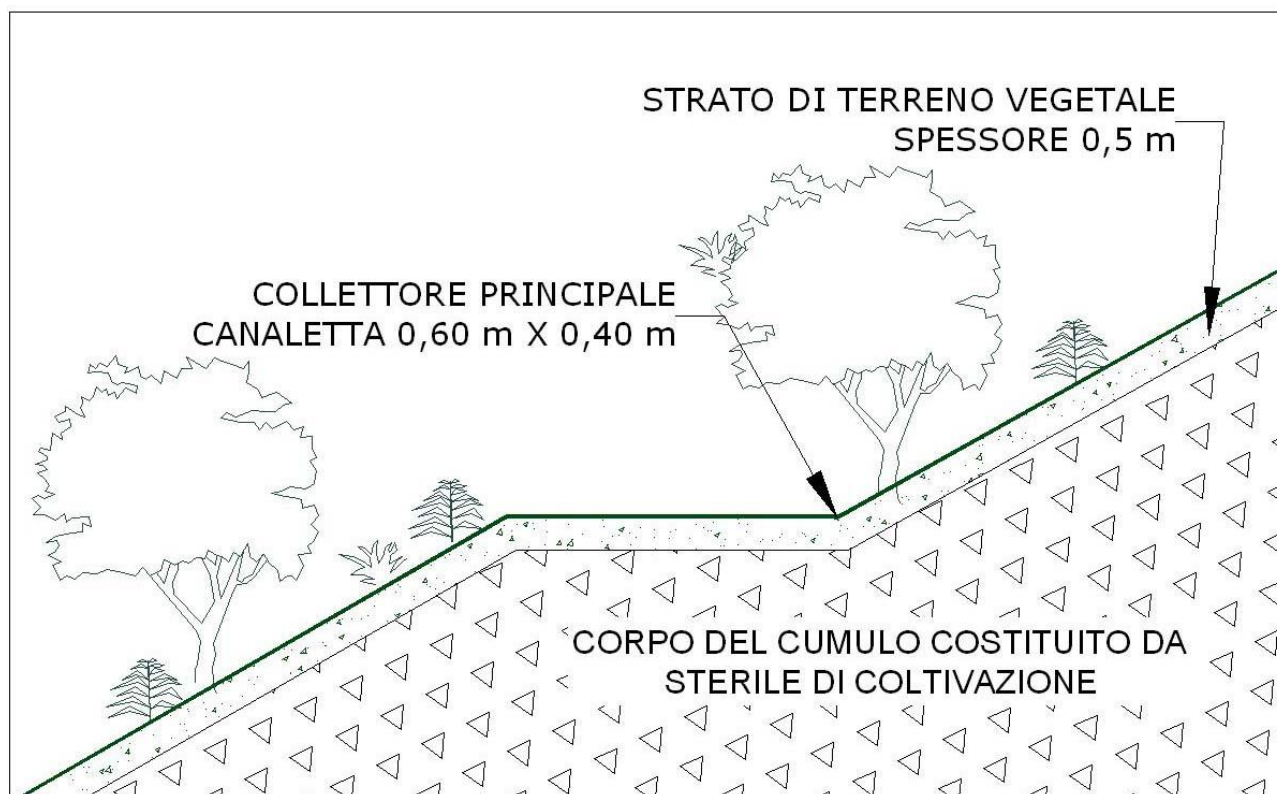 STRATO DI TERRENO VEGETALE
SPESSORE 0,5 m
COLLETTORE PRINCIPALE
CANALETTA 0,60 m X 0,40 m
CORPO DEL CUMULO COSTITUITO DA
STERILE DI COLTIVAZIONE